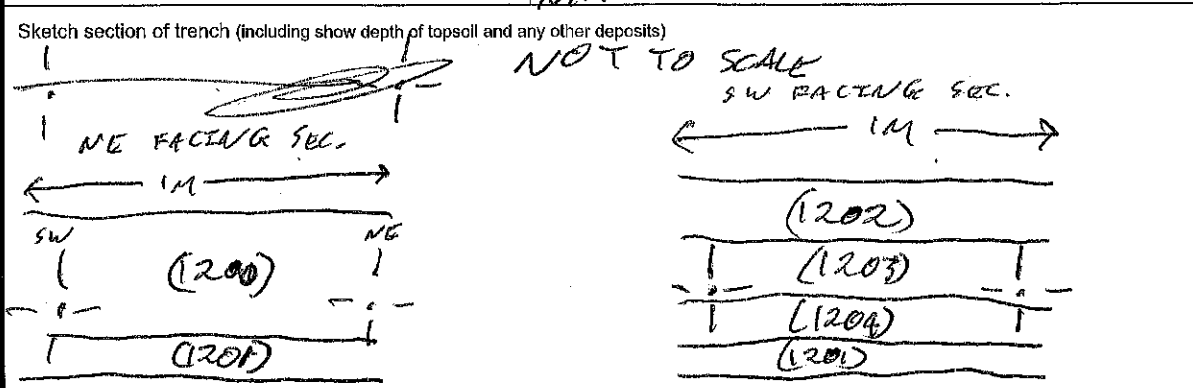 Sketch section of trench (including show depth of topsoil and any other deposits)
NOT TO SCALE
NE FACING SEC.
1M
SW NE
(1200)
(1201)
SW FACING SEC.
1M
(1202)
(1203)
(1204)
(1201)